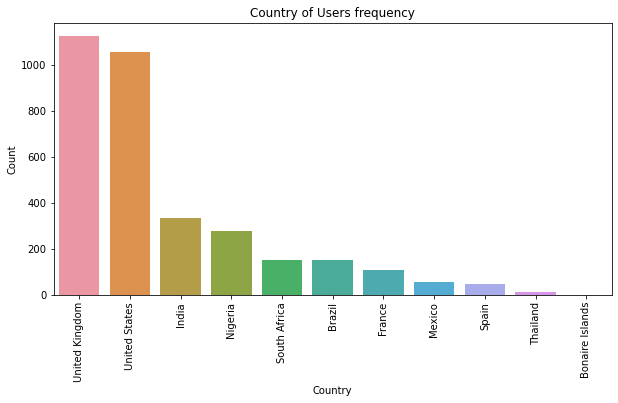 Country of Users frequency
Count
1000
800
600
400
200
0
United Kingdom
United States
India
Nigeria
South Africa
Brazil
France
Mexico
Spain
Thailand
Bonaire Islands
Country